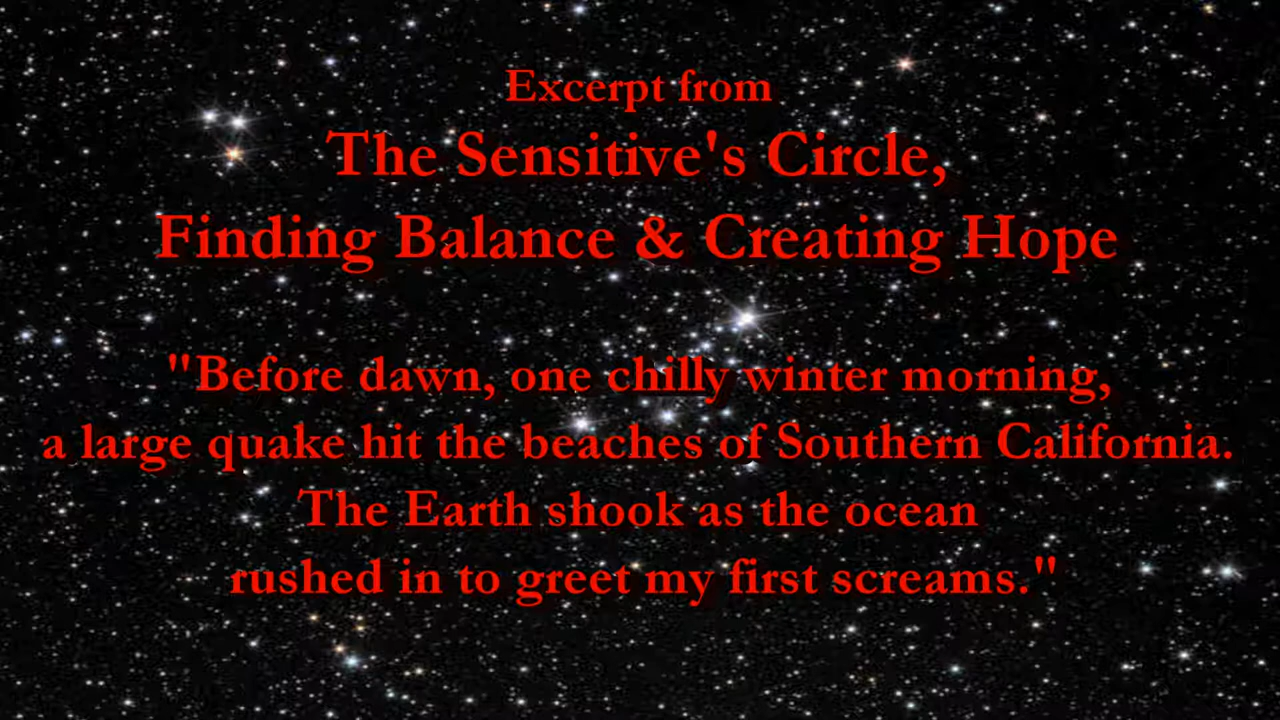 Excerpt from
The Sensitive's Circle,
Finding Balance & Creating Hope
"Before dawn, one chilly winter morning,
a large quake hit the beaches of Southern California.
The Earth shook as the ocean
rushed in to greet my first screams."